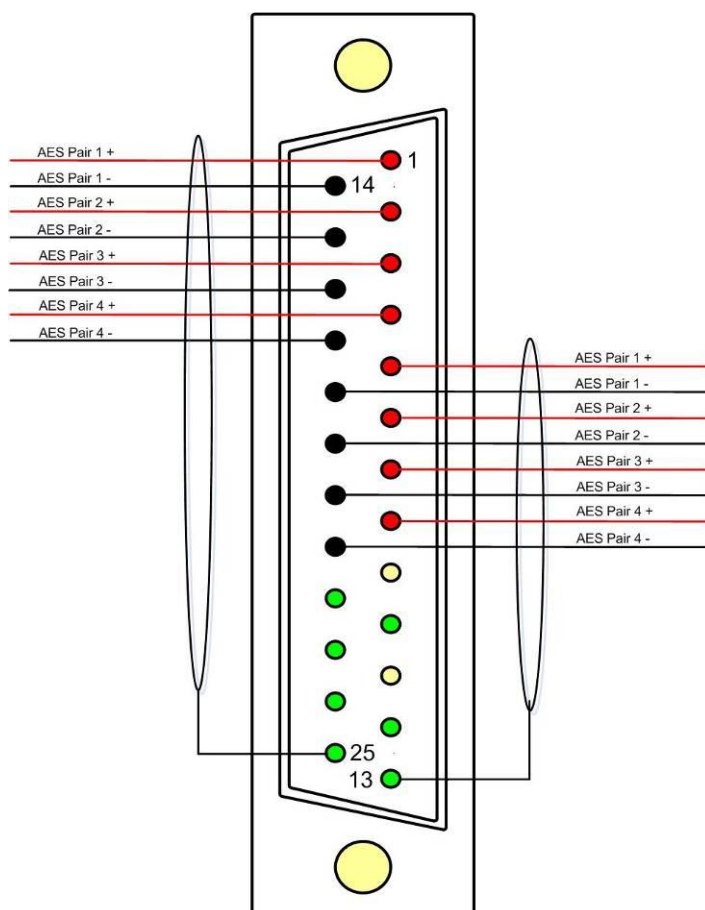 AES Pair 1 +
1
AES Pair 1 -
14
AES Pair 2 +
AES Pair 2 -
AES Pair 3 +
AES Pair 3 -
AES Pair 4 +
AES Pair 4 -
AES Pair 1 +
AES Pair 1 -
AES Pair 2 +
AES Pair 2 -
AES Pair 3 +
AES Pair 3 -
AES Pair 4 +
AES Pair 4 -
25
13